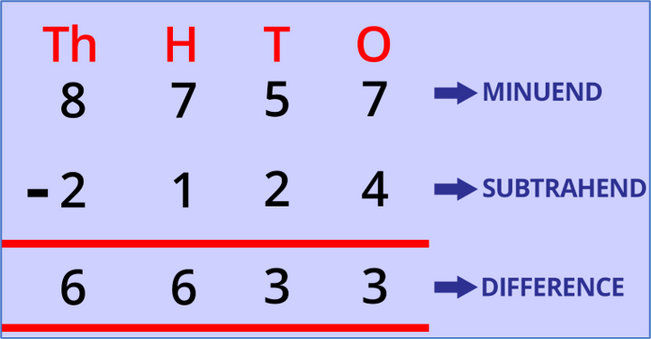 Th H T O
8 7 5 7 MINUEND
-2 1 2 4 SUBTRAHEND
6 6 3 3 DIFFERENCE